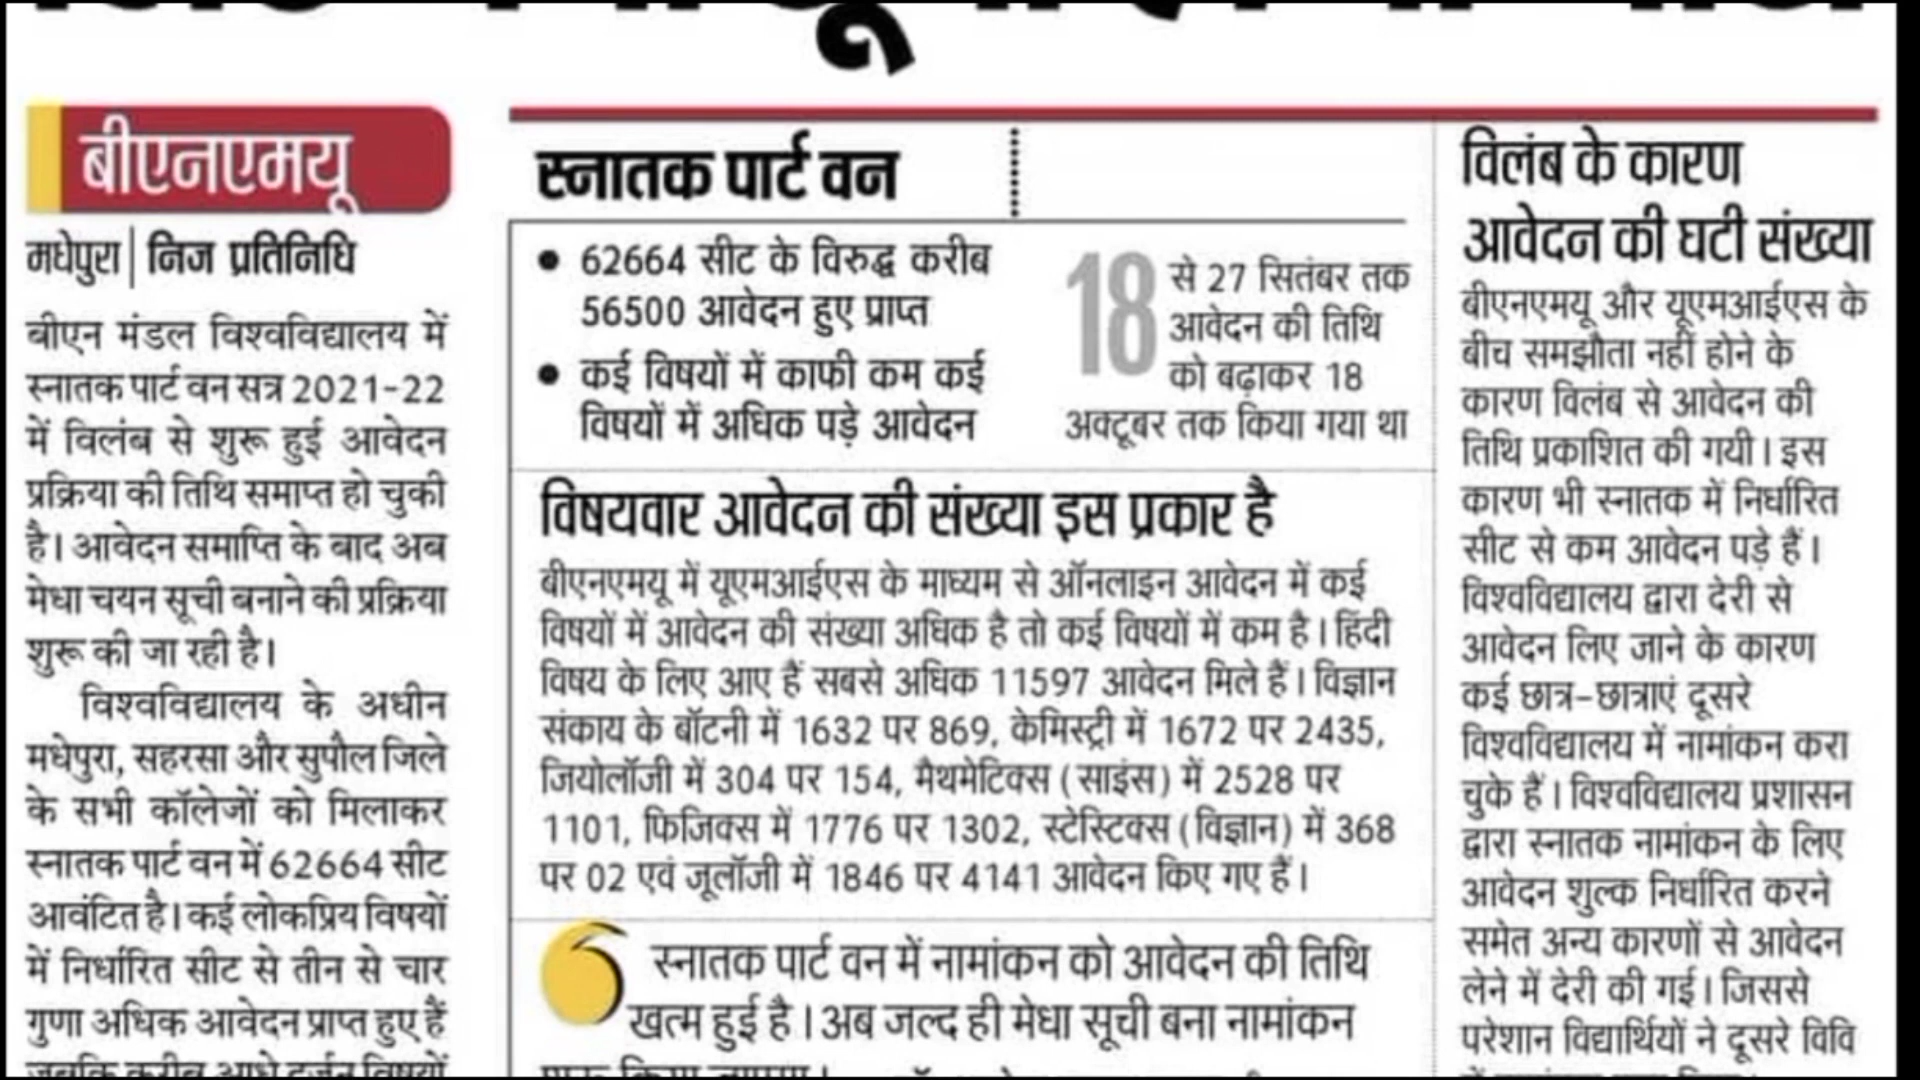 बीएनएमयू
मधेपुरा | निज प्रतिनिधि
बीएन मंडल विश्वविद्यालय में
स्नातक पार्ट वन सत्र 2021-22
में विलंब से शुरू हुई आवेदन
प्रक्रिया की तिथि समाप्त हो चुकी
है। आवेदन समाप्ति के बाद अब
मेधा चयन सूची बनाने की प्रक्रिया
शुरू की जा रही है।
विश्वविद्यालय के अधीन
मधेपुरा, सहरसा और सुपौल जिले
के सभी कॉलेजों को मिलाकर
स्नातक पार्ट वन में 62664 सीट
आवंटित है। कई लोकप्रिय विषयों
में निर्धारित सीट से तीन से चार
गुणा अधिक आवेदन प्राप्त हुए हैं
स्नातक पार्ट वन
● 62664 सीट के विरुद्ध करीब
56500 आवेदन हुए प्राप्त
● कई विषयों में काफी कम कई
विषयों में अधिक पड़े आवेदन
18 से 27 सितंबर तक
आवेदन की तिथि
को बढ़ाकर 18
अक्टूबर तक किया गया था
विषयवार आवेदन की संख्या इस प्रकार है
बीएनएमयू में यूएमआईएस के माध्यम से ऑनलाइन आवेदन में कई
विषयों में आवेदन की संख्या अधिक है तो कई विषयों में कम है। हिंदी
विषय के लिए आए हैं सबसे अधिक 11597 आवेदन मिले हैं। विज्ञान
संकाय के बॉटनी में 1632 पर 869, केमिस्ट्री में 1672 पर 2435,
जियोलॉजी में 304 पर 154, मैथमेटिक्स (साइंस) में 2528 पर
1101, फिजिक्स में 1776 पर 1302, स्टेस्टिक्स (विज्ञान) में 368
पर 02 एवं जूलॉजी में 1846 पर 4141 आवेदन किए गए हैं।
स्नातक पार्ट वन में नामांकन को आवेदन की तिथि
खत्म हुई है। अब जल्द ही मेधा सूची बना नामांकन
विलंब के कारण
आवेदन की घटी संख्या
बीएनएमयू और यूएमआईएस के
बीच समझौता नहीं होने के
कारण विलंब से आवेदन की
तिथि प्रकाशित की गयी। इस
कारण भी स्नातक में निर्धारित
सीट से कम आवेदन पड़े हैं।
विश्वविद्यालय द्वारा देरी से
आवेदन लिए जाने के कारण
कई छात्र-छात्राएं दूसरे
विश्वविद्यालय में नामांकन करा
चुके हैं। विश्वविद्यालय प्रशासन
द्वारा स्नातक नामांकन के लिए
आवेदन शुल्क निर्धारित करने
समेत अन्य कारणों से आवेदन
लेने में देरी की गई। जिससे
परेशान विद्यार्थियों ने दूसरे विवि